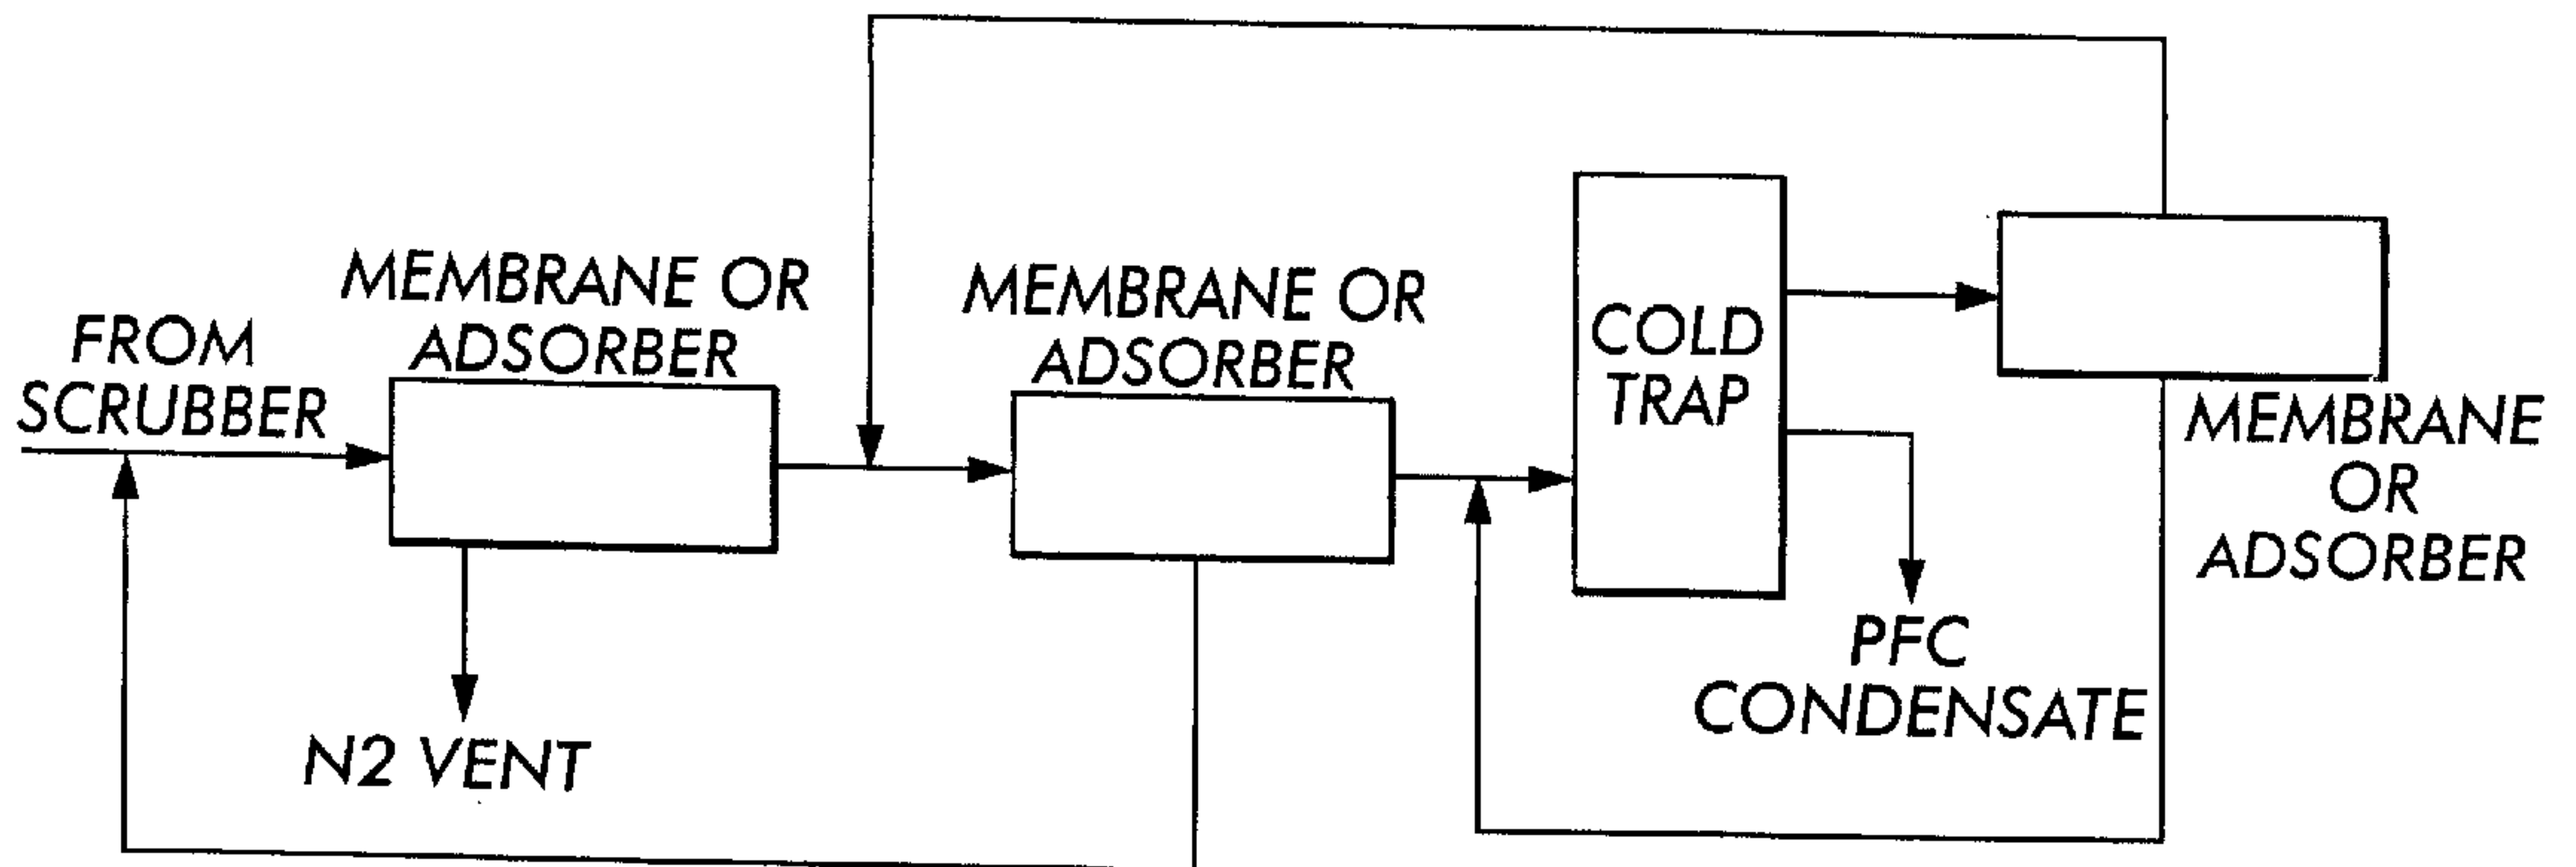 FROM
SCRUBBER
MEMBRANE OR
ADSORBER
N2 VENT
MEMBRANE OR
ADSORBER
COLD
TRAP
PFC
CONDENSATE
MEMBRANE
OR
ADSORBER